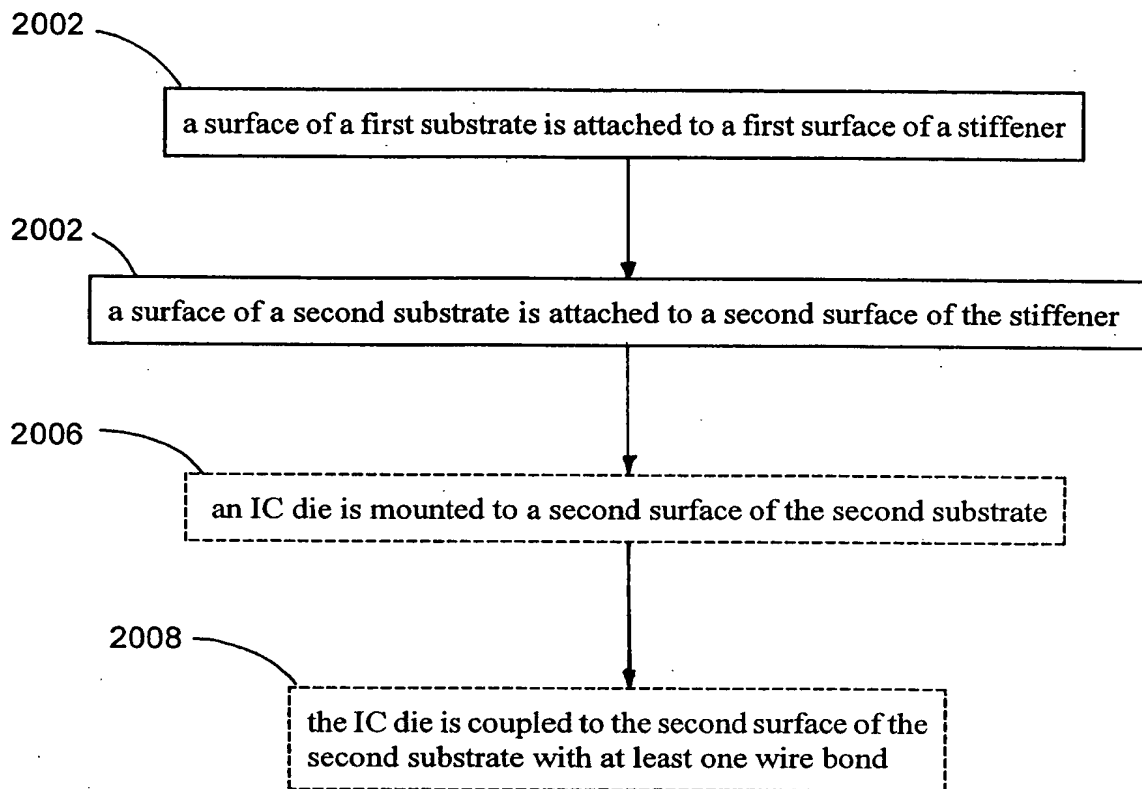 2002
a surface of a first substrate is attached to a first surface of a stiffener
2002
a surface of a second substrate is attached to a second surface of the stiffener
2006
an IC die is mounted to a second surface of the second substrate
2008
the IC die is coupled to the second surface of the
second substrate with at least one wire bond